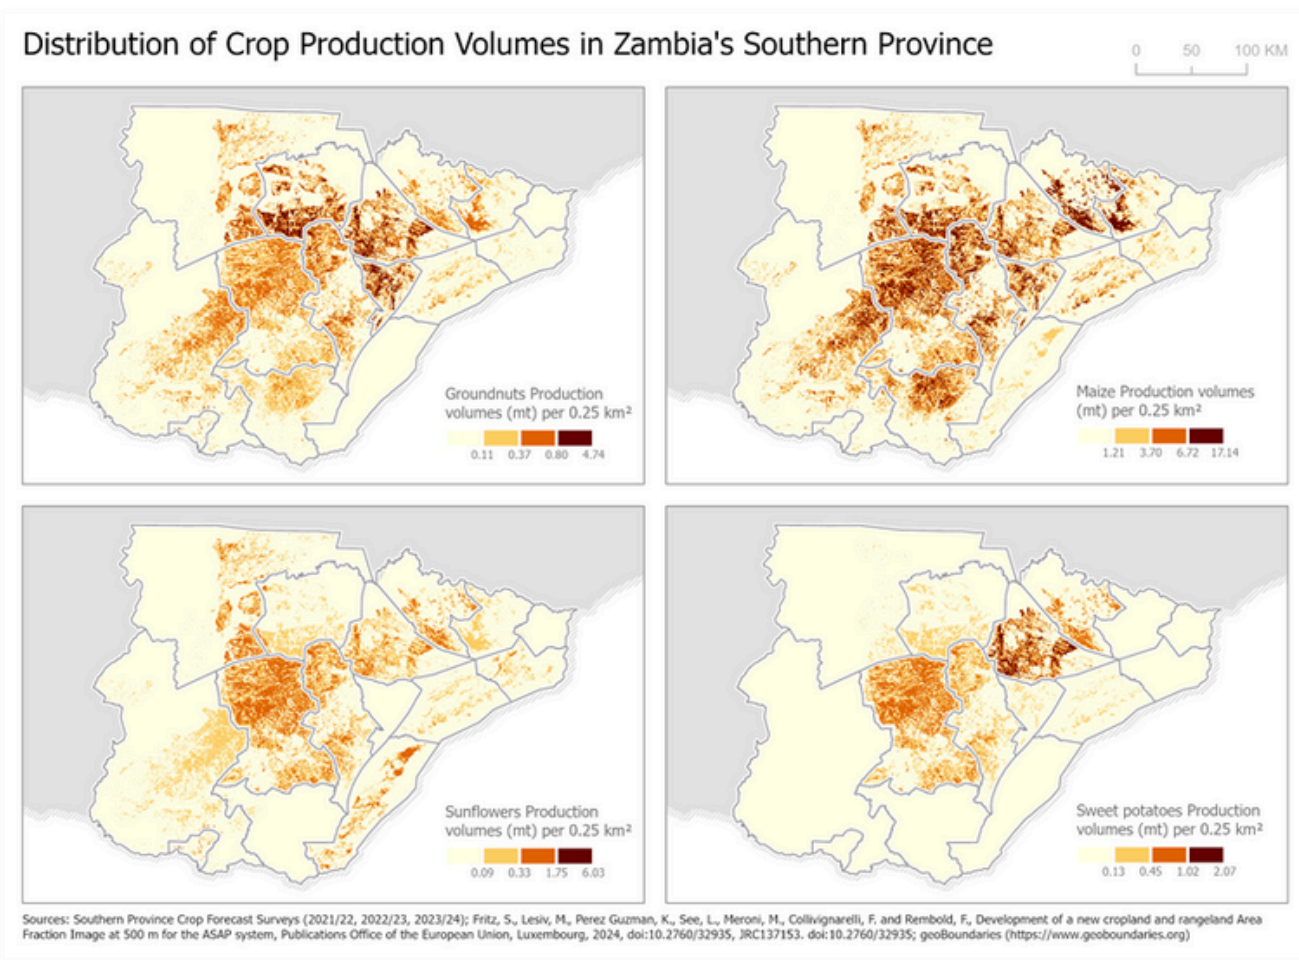 Distribution of Crop Production Volumes in Zambia's Southern Province
0 50 100 KM
Groundnuts Production
volumes (mt) per 0.25 km²
0.11 0.37 0.80 4.74
Maize Production volumes
(mt) per 0.25 km²
1.21 3.70 6.72 17.14
Sunflowers Production
volumes (mt) per 0.25 km²
0.09 0.33 1.75 6.03
Sweet potatoes Production
volumes (mt) per 0.25 km²
0.13 0.45 1.02 2.07
Sources: Southern Province Crop Forecast Surveys (2021/22, 2022/23, 2023/24); Fritz, S., Lesiv, M., Perez Guzman, K., See, L., Meroni, M., Collivignarelli, F. and Rembold, F., Development of a new cropland and rangeland Area
Fraction Image at 500 m for the ASAP system, Publications Office of the European Union, Luxembourg, 2024, doi:10.2760/32935, JRC137153. doi:10.2760/32935; geoBoundaries (https://www.geoboundaries.org)